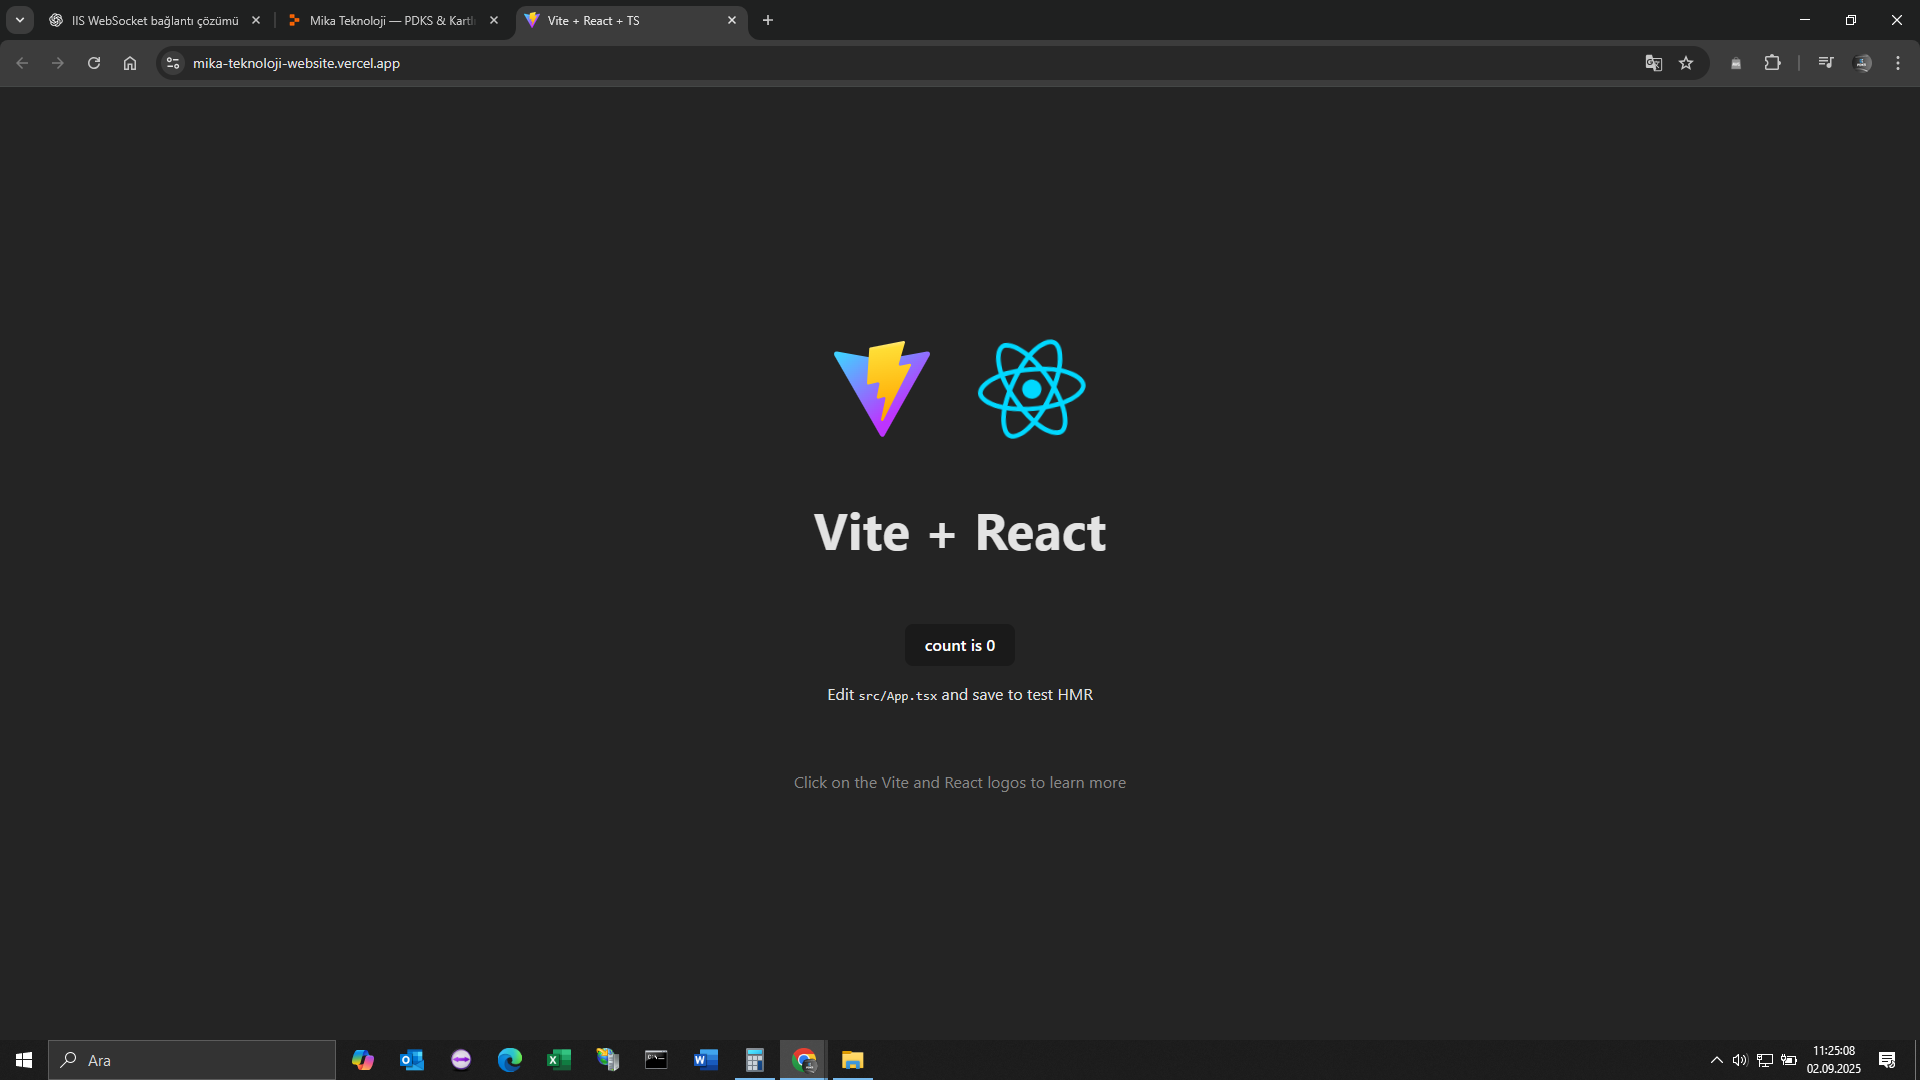 IIS WebSocket bağlantı çözümü
Mika Teknoloji — PDKS & Kartl
Vite + React + TS
mika-teknoloji-website.vercel.app
Vite + React
count is 0
Edit src/App.tsx and save to test HMR
Click on the Vite and React logos to learn more
Ara
11:25:08
02.09.2025